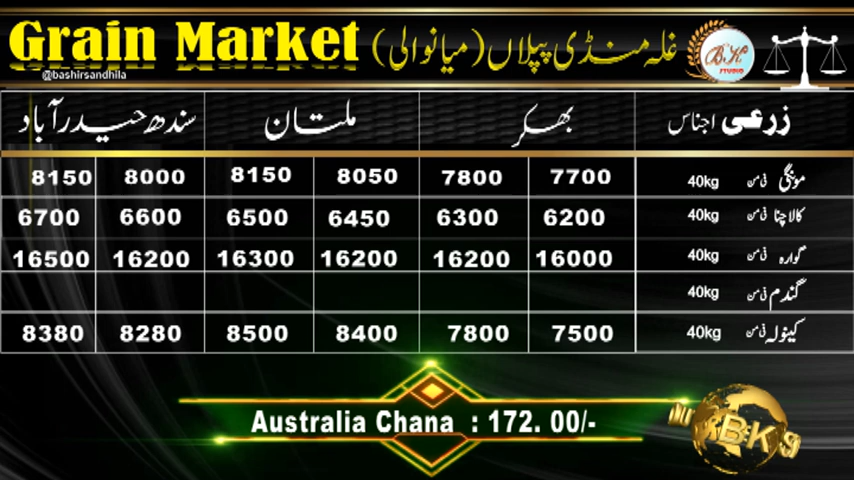 Grain Market غلہ منڈی پپلاں (میانوالی)
@bashirsandhila
BK
STUDIO
زرعی اجناس بھکر ملتان سندھ حیدرآباد
مونگی فی من 40kg 7700 7800 8050 8150 8000 8150
کالا چنا فی من 40kg 6200 6300 6450 6500 6600 6700
گوارہ فی من 40kg 16000 16200 16200 16300 16200 16500
گندم فی من 40kg
کینولہ فی من 40kg 7500 7800 8400 8500 8280 8380
Australia Chana : 172. 00/-
BK